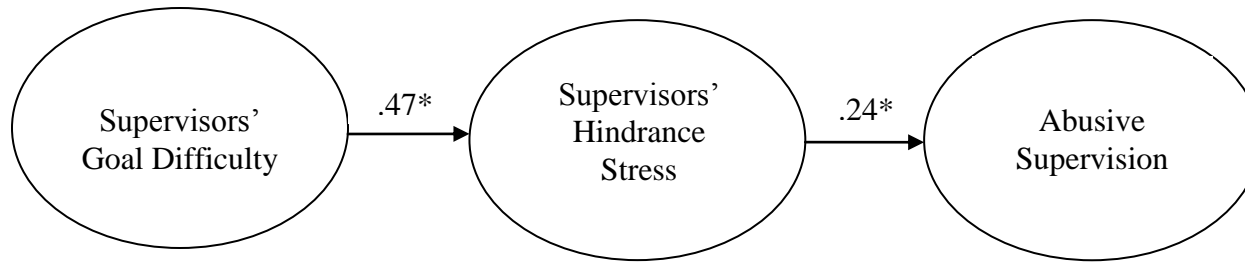 Supervisors’
Goal Difficulty
.47*
Supervisors’
Hindrance
Stress
.24*
Abusive
Supervision